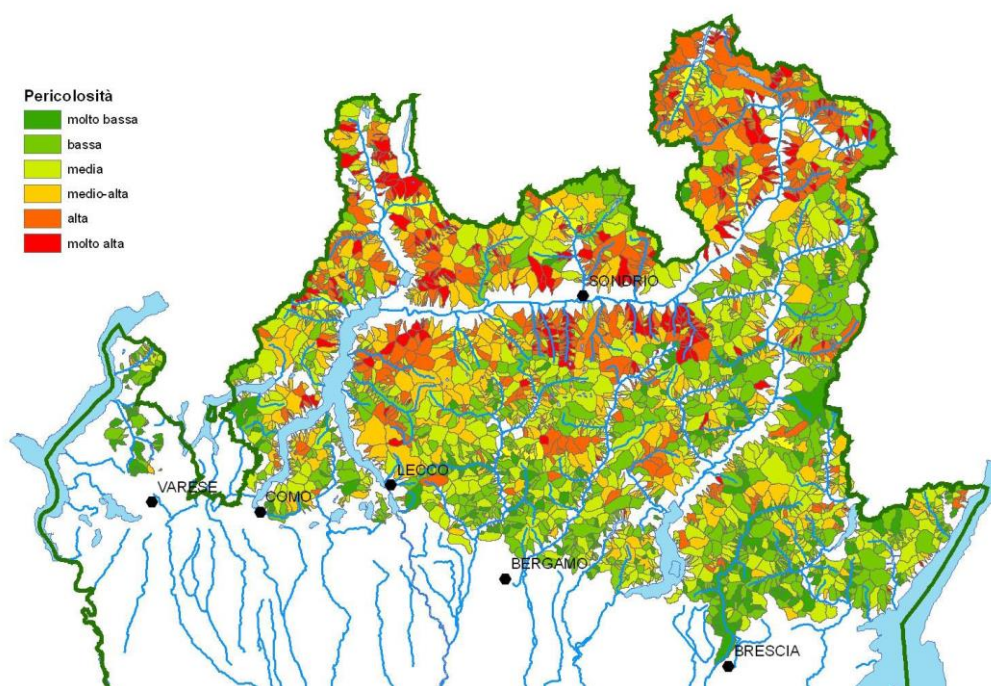 Pericolosità
molto bassa
bassa
media
medio-alta
alta
molto alta
SONDRIO
LECCO
VARESE
COMO
BERGAMO
BRESCIA